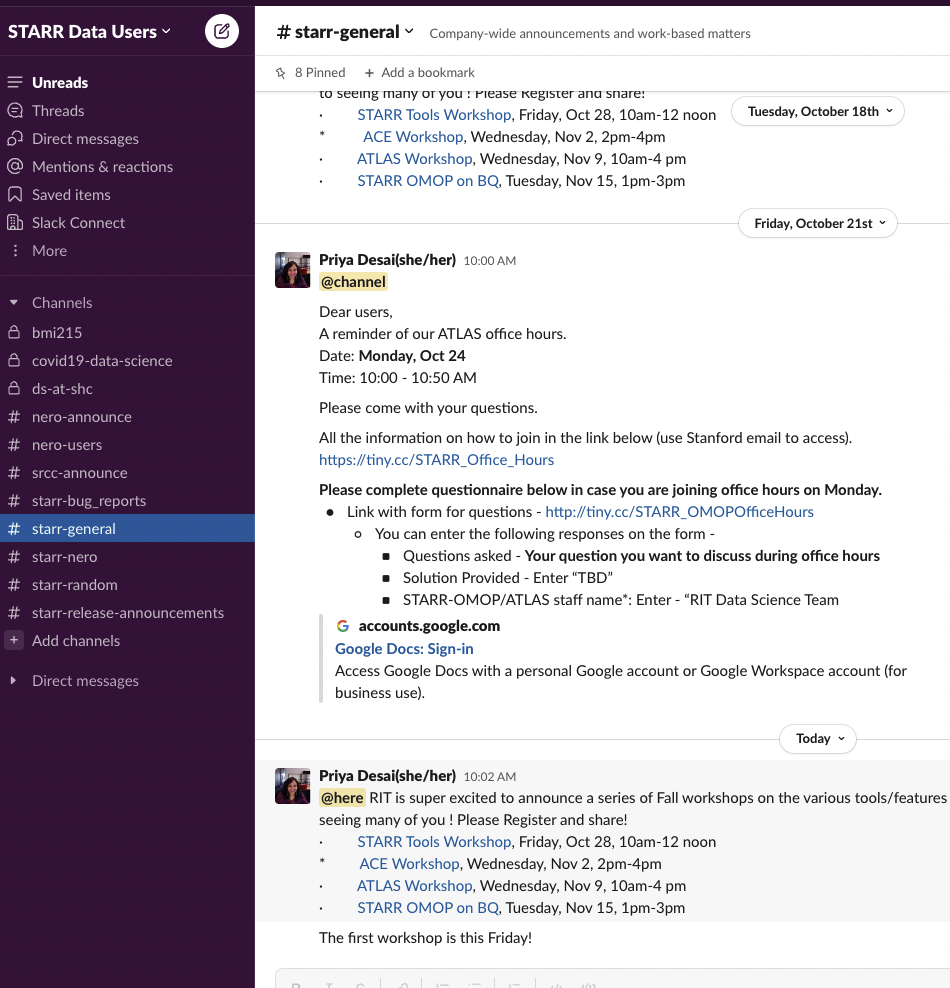 STARR Data Users
Unreads
Threads
Direct messages
Mentions & reactions
Saved items
Slack Connect
More
Channels
bmi215
covid19-data-science
ds-at-shc
# nero-announce
# nero-users
# srcc-announce
# starr-bug_reports
# starr-general
# starr-nero
# starr-random
# starr-release-announcements
+ Add channels
Direct messages
# starr-general Company-wide announcements and work-based matters
8 Pinned + Add a bookmark
to seeing many of you ! Please Register and share!
Tuesday, October 18th
· STARR Tools Workshop, Friday, Oct 28, 10am-12 noon
* ACE Workshop, Wednesday, Nov 2, 2pm-4pm
· ATLAS Workshop, Wednesday, Nov 9, 10am-4 pm
· STARR OMOP on BQ, Tuesday, Nov 15, 1pm-3pm
Friday, October 21st
Priya Desai(she/her) 10:00 AM
@channel
Dear users,
A reminder of our ATLAS office hours.
Date: Monday, Oct 24
Time: 10:00 - 10:50 AM
Please come with your questions.
All the information on how to join in the link below (use Stanford email to access).
https://tiny.cc/STARR_Office_Hours
Please complete questionnaire below in case you are joining office hours on Monday.
• Link with form for questions - http://tiny.cc/STARR_OMOPOfficeHours
◦ You can enter the following responses on the form -
▪ Questions asked - Your question you want to discuss during office hours
▪ Solution Provided - Enter “TBD”
▪ STARR-OMOP/ATLAS staff name*: Enter - “RIT Data Science Team
accounts.google.com
Google Docs: Sign-in
Access Google Docs with a personal Google account or Google Workspace account (for
business use).
Today
Priya Desai(she/her) 10:02 AM
@here RIT is super excited to announce a series of Fall workshops on the various tools/features
seeing many of you ! Please Register and share!
· STARR Tools Workshop, Friday, Oct 28, 10am-12 noon
* ACE Workshop, Wednesday, Nov 2, 2pm-4pm
· ATLAS Workshop, Wednesday, Nov 9, 10am-4 pm
· STARR OMOP on BQ, Tuesday, Nov 15, 1pm-3pm
The first workshop is this Friday!